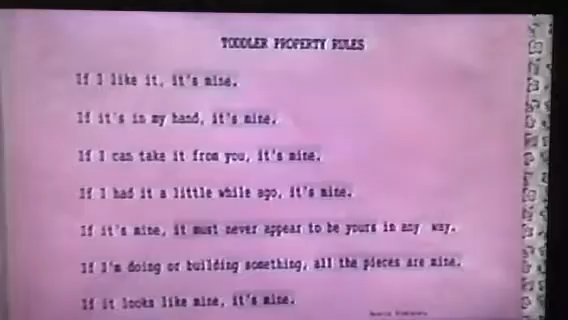 TODDLER PROPERTY RULES
If I like it, it's mine.
If it's in my hand, it's mine.
If I can take it from you, it's mine.
If I had it a little while ago, it's mine.
If it's mine, it must never appear to be yours in any way.
If I'm doing or building something, all the pieces are mine.
If it looks like mine, it's mine.